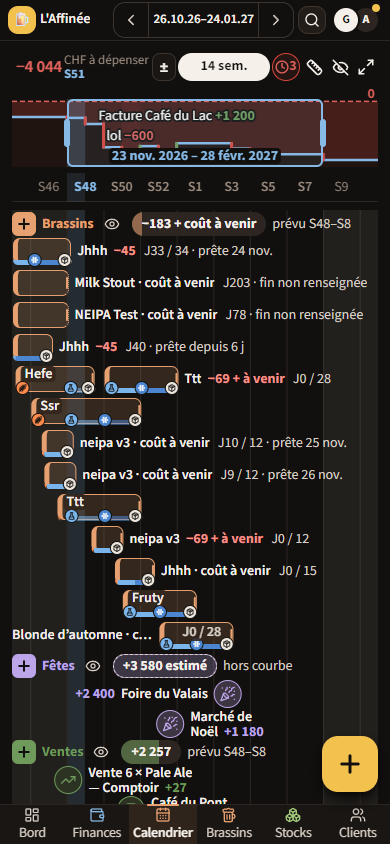 L'Affinée
26.10.26–24.01.27
G
A
−4 044 CHF à dépenser
S51
±
14 sem.
3
0
Facture Café du Lac +1 200
lol −600
23 nov. 2026 – 28 févr. 2027
S46 S48 S50 S52 S1 S3 S5 S7 S9
Brassins −183 + coût à venir prévu S48–S8
Jhhh −45 J33 / 34 · prête 24 nov.
Milk Stout · coût à venir J203 · fin non renseignée
NEIPA Test · coût à venir J78 · fin non renseignée
Jhhh −45 J40 · prête depuis 6 j
Hefe
Ttt −69 + à venir J0 / 28
Ssr
neipa v3 · coût à venir J10 / 12 · prête 25 nov.
neipa v3 · coût à venir J9 / 12 · prête 26 nov.
Ttt
neipa v3 −69 + à venir J0 / 12
Jhhh · coût à venir J0 / 15
Fruty
Blonde d'automne · c… J0 / 28
Fêtes +3 580 estimé hors courbe
+2 400 Foire du Valais
Marché de
Noël +1 180
Ventes +2 257 prévu S48–S8
Vente 6 × Pale Ale
— Comptoir +27
Café du Pont
Bord Finances Calendrier Brassins Stocks Clients